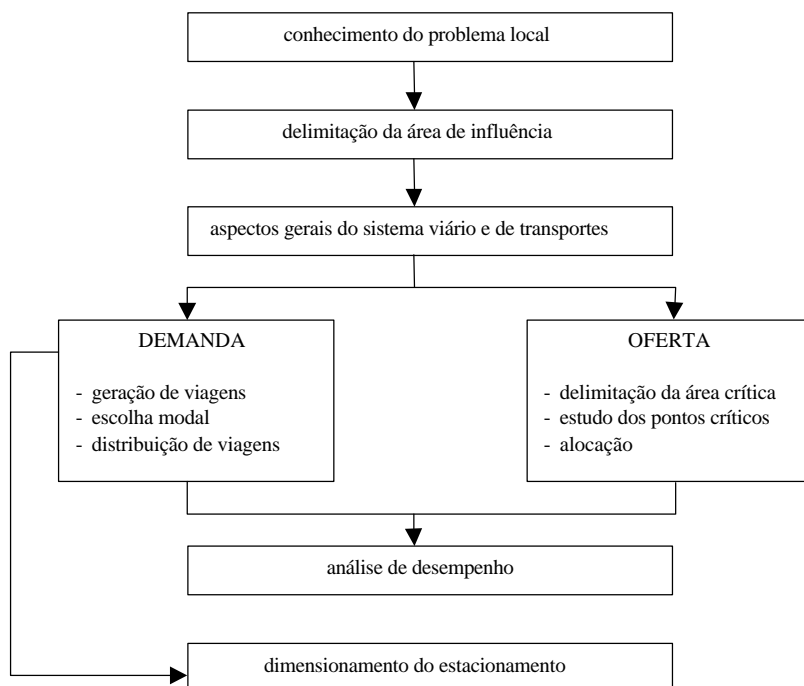 conhecimento do problema local
delimitação da área de influência
aspectos gerais do sistema viário e de transportes
DEMANDA
- geração de viagens
- escolha modal
- distribuição de viagens
OFERTA
- delimitação da área crítica
- estudo dos pontos críticos
- alocação
análise de desempenho
dimensionamento do estacionamento